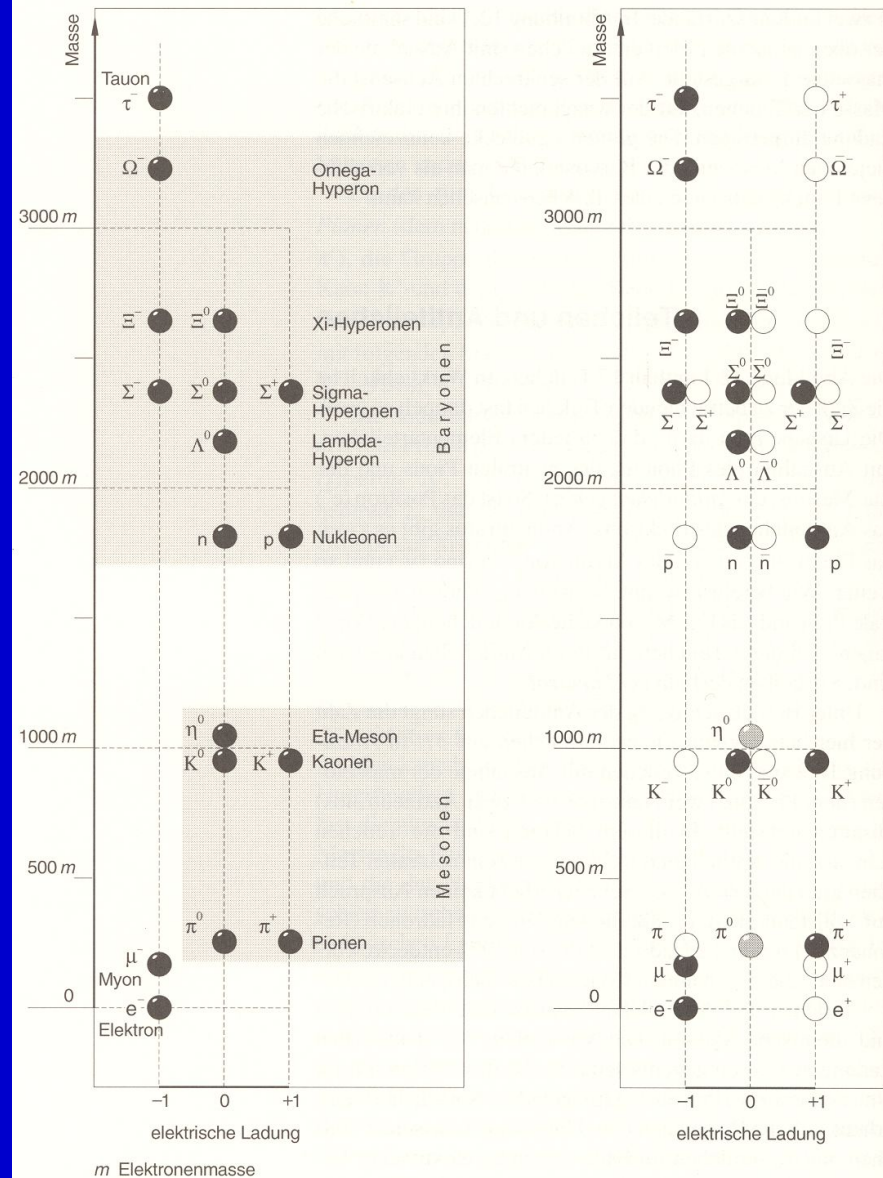 Masse
Tauon
τ⁻
Ω⁻
Omega-
Hyperon
3000 m
Ξ⁻ Ξ⁰ Xi-Hyperonen
Σ⁻ Σ⁰ Σ⁺ Sigma-
Hyperonen
Λ⁰ Lambda-
Hyperon
2000 m
n p Nukleonen
Baryonen
η⁰ Eta-Meson
1000 m
K⁰ K⁺ Kaonen
500 m
π⁰ π⁺ Pionen
Mesonen
μ⁻
Myon
0
e⁻
Elektron
−1 0 +1
elektrische Ladung
m Elektronenmasse
Masse
τ⁻ τ⁺
Ω⁻ Ω̄⁻
3000 m
Ξ⁰ Ξ̄⁰
Ξ⁻ Ξ̄⁻
Σ⁰ Σ̄⁰
Σ⁻ Σ̄⁺ Σ⁺ Σ̄⁻
Λ⁰ Λ̄⁰
2000 m
p̄ n n̄ p
η⁰
1000 m
K⁻ K⁰ K̄⁰ K⁺
500 m
π⁻ π⁰ π⁺
μ⁻ μ⁺
0
e⁻ e⁺
−1 0 +1
elektrische Ladung